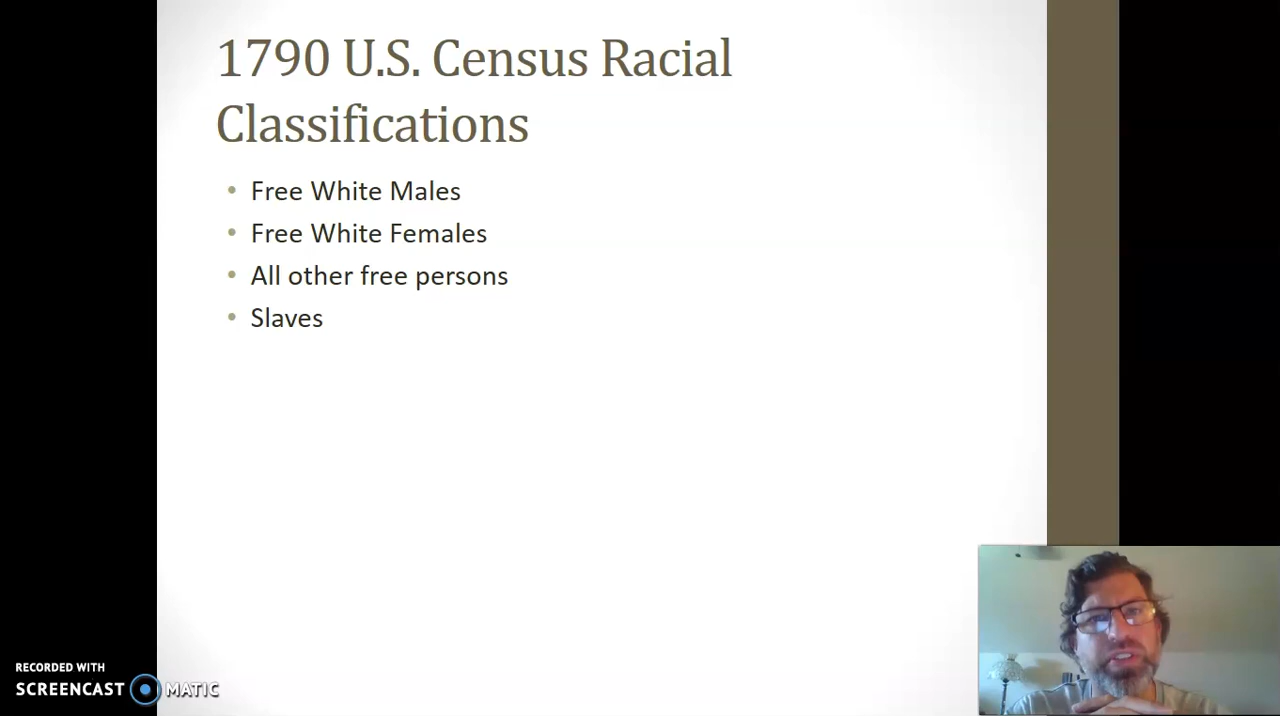 1790 U.S. Census Racial
Classifications
• Free White Males
• Free White Females
• All other free persons
• Slaves
RECORDED WITH
SCREENCAST MATIC